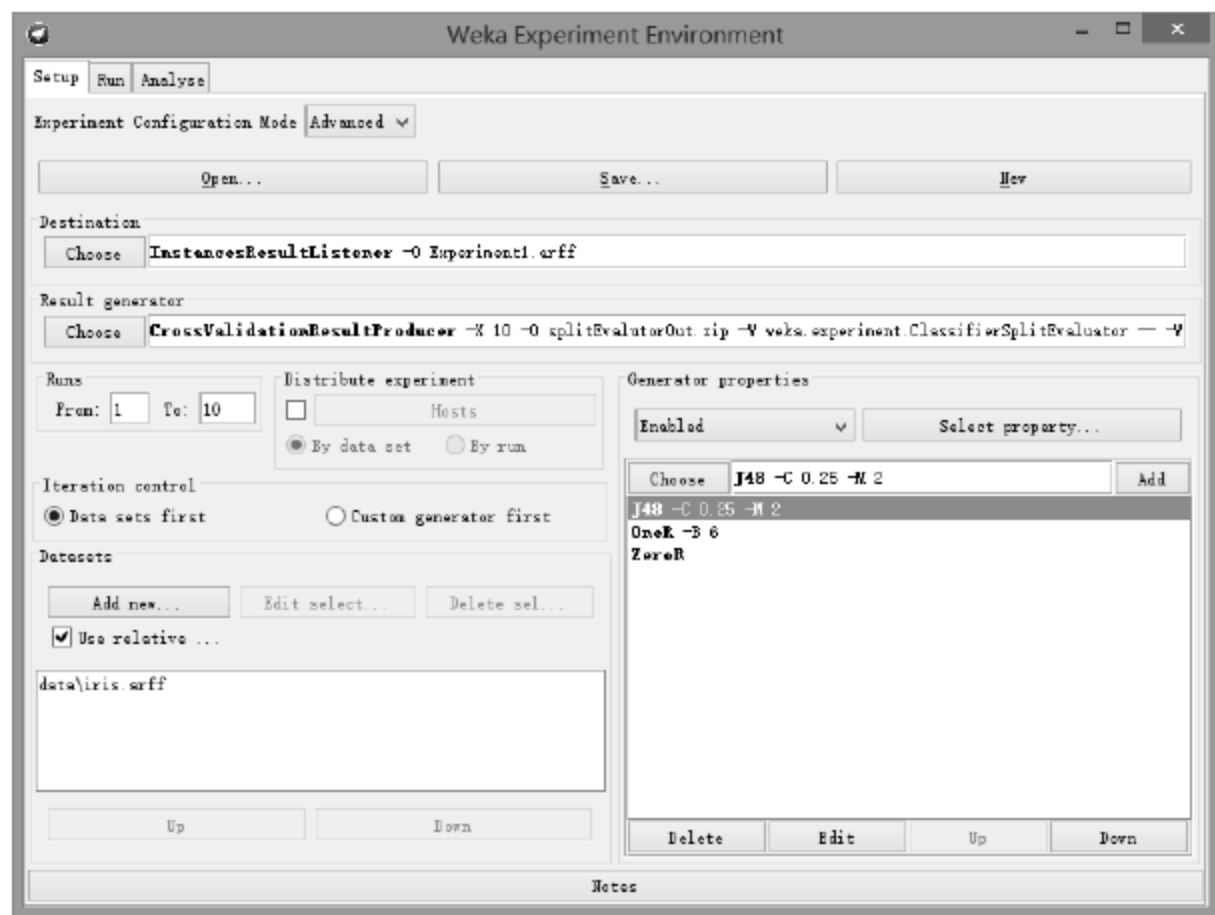 Weka Experiment Environment
Setup Run Analyse
Experiment Configuration Mode Advanced
Open... Save... New
Destination
Choose InstancesResultListener -O Experiment1.arff
Result generator
Choose CrossValidationResultProducer -X 10 -O splitEvalutorOut.zip -W weka.experiment.ClassifierSplitEvaluator -- -W
Runs
From: 1 To: 10
Distribute experiment
Hosts
By data set By run
Generator properties
Enabled Select property...
Choose J48 -C 0.25 -M 2 Add
J48 -C 0.25 -M 2
OneR -B 6
ZeroR
Iteration control
Data sets first Custom generator first
Datasets
Add new... Edit select... Delete sel...
Use relative ...
data\iris.arff
Up Down
Delete Edit Up Down
Notes